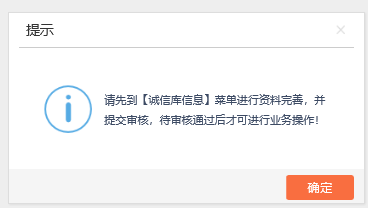 提示
请先到【诚信库信息】菜单进行资料完善，并
提交审核，待审核通过后才可进行业务操作！
确定